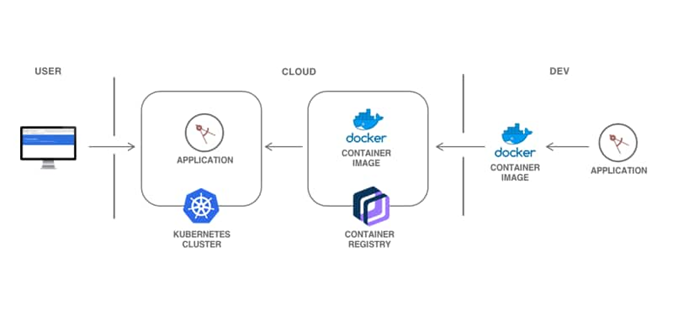 USER
CLOUD
DEV
APPLICATION
docker
CONTAINER
IMAGE
docker
CONTAINER
IMAGE
APPLICATION
KUBERNETES
CLUSTER
CONTAINER
REGISTRY